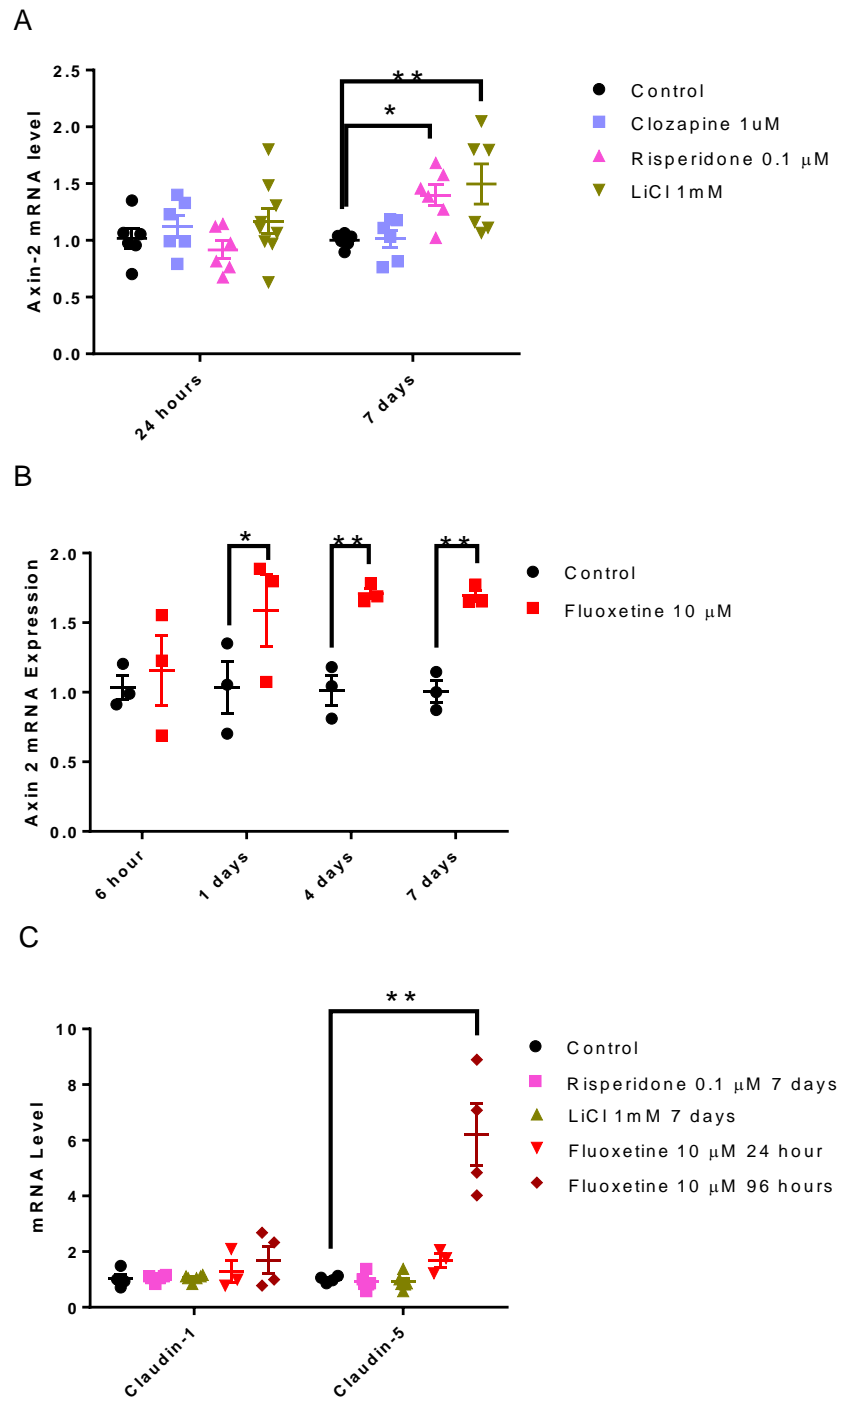 A
Axin-2 mRNA level
2.5
2.0
1.5
1.0
0.5
0.0
**
*
24 hours
7 days
Control
Clozapine 1uM
Risperidone 0.1 μM
LiCl 1mM
B
Axin 2 mRNA Expression
2.0
1.5
1.0
0.5
0.0
*
**
**
6 hour
1 days
4 days
7 days
Control
Fluoxetine 10 μM
C
mRNA Level
10
8
6
4
2
0
**
Claudin-1
Claudin-5
Control
Risperidone 0.1 μM 7 days
LiCl 1mM 7 days
Fluoxetine 10 μM 24 hour
Fluoxetine 10 μM 96 hours